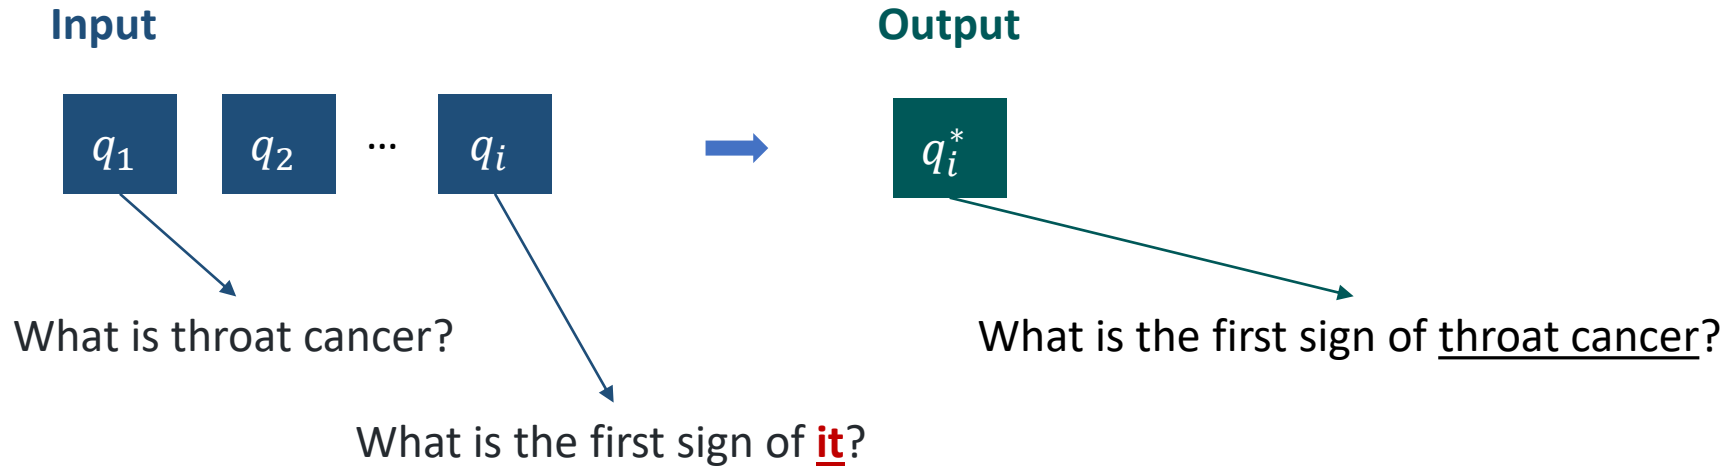 Input
Output
q₁ q₂ ... qᵢ
qᵢ*
What is throat cancer?
What is the first sign of throat cancer?
What is the first sign of it?